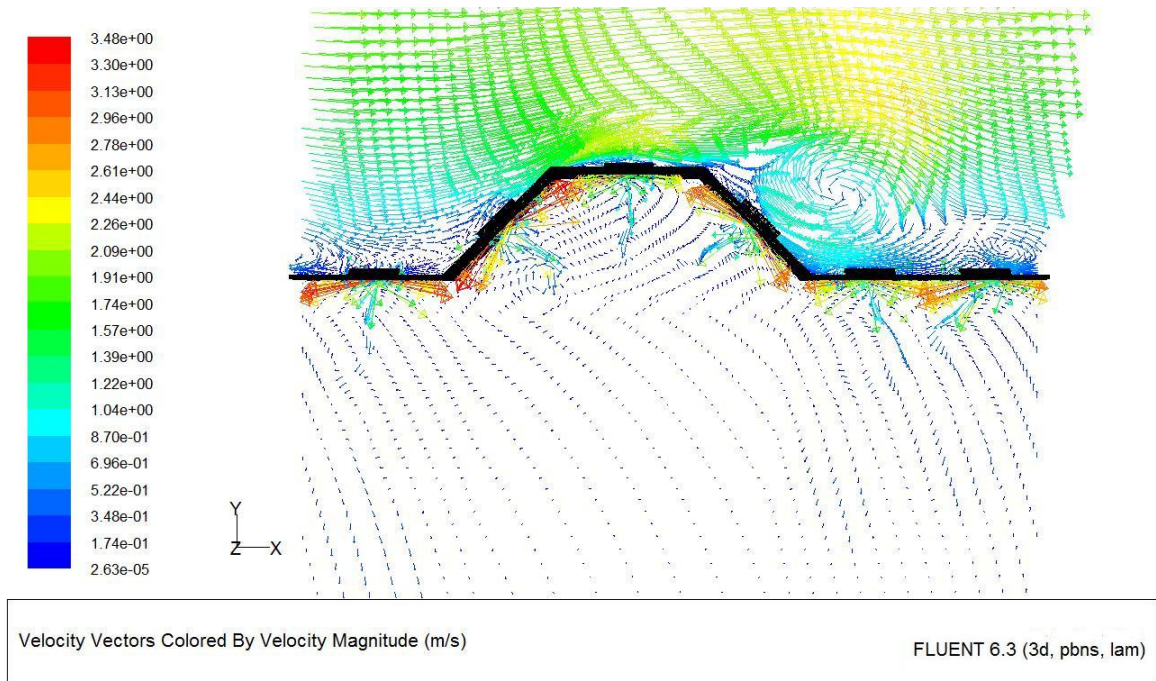 3.48e+00
3.30e+00
3.13e+00
2.96e+00
2.78e+00
2.61e+00
2.44e+00
2.26e+00
2.09e+00
1.91e+00
1.74e+00
1.57e+00
1.39e+00
1.22e+00
1.04e+00
8.70e-01
6.96e-01
5.22e-01
3.48e-01
1.74e-01
2.63e-05
Y
Z X
Velocity Vectors Colored By Velocity Magnitude (m/s)
FLUENT 6.3 (3d, pbns, lam)